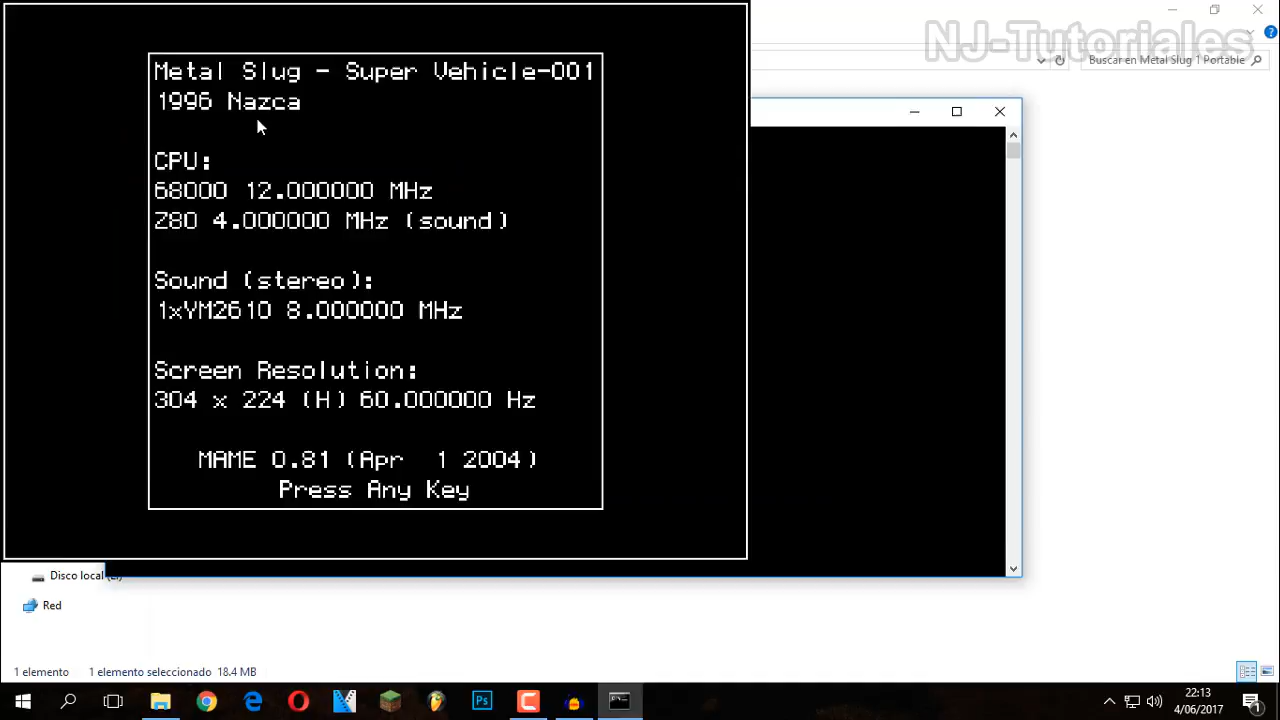 NJ-Tutoriales
Buscar en Metal Slug 1 Portable
Metal Slug - Super Vehicle-001
1996 Nazca
CPU:
68000 12.000000 MHz
Z80 4.000000 MHz (sound)
Sound (stereo):
1xYM2610 8.000000 MHz
Screen Resolution:
304 x 224 (H) 60.000000 Hz
MAME 0.81 (Apr 1 2004)
Press Any Key
Disco local
Red
1 elemento 1 elemento seleccionado 18.4 MB
Ps
22:13
4/06/2017
1